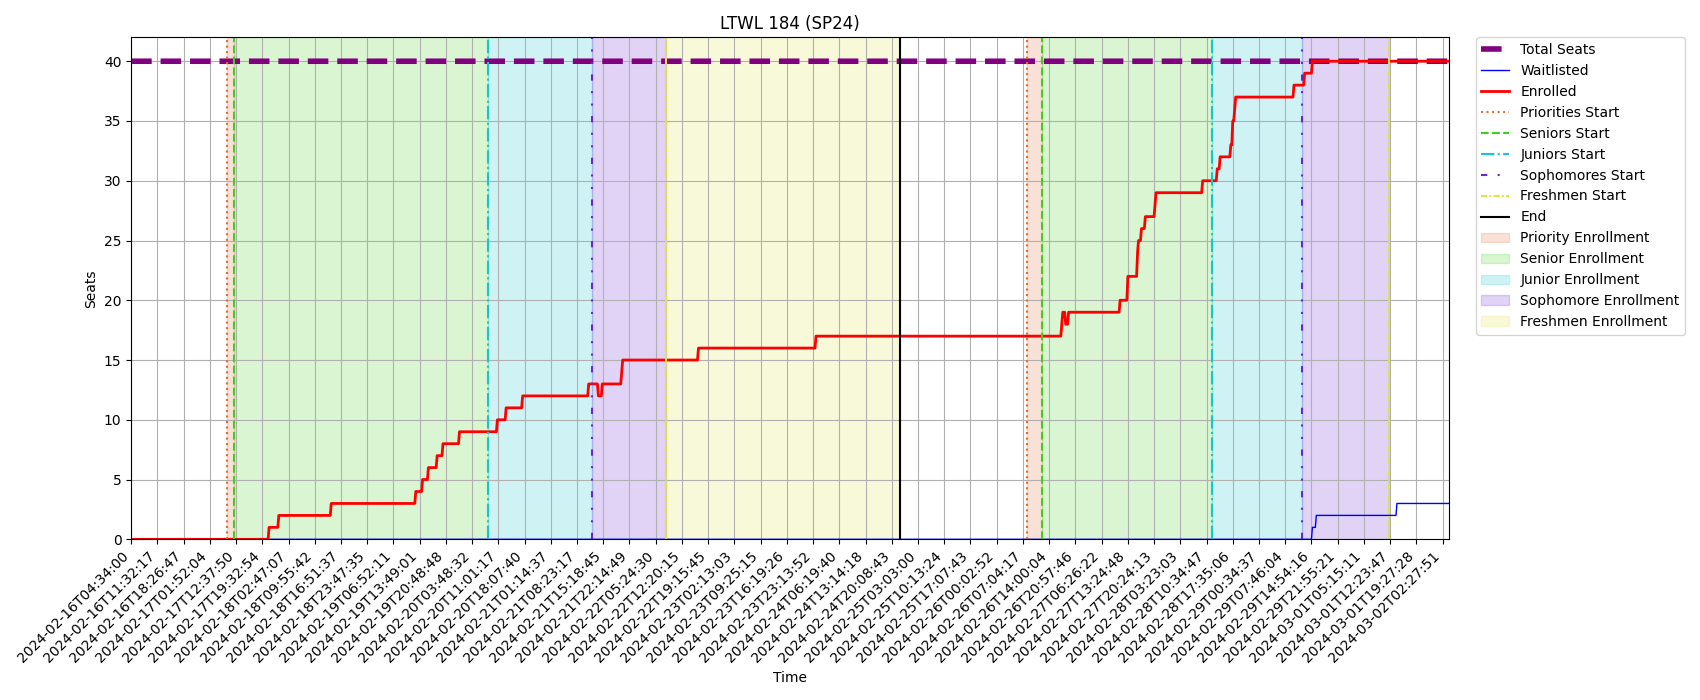 LTWL 184 (SP24)
Seats
40
35
30
25
20
15
10
5
0
2024-02-16T04:34:00
2024-02-16T11:32:17
2024-02-16T18:26:47
2024-02-17T01:52:04
2024-02-17T12:37:50
2024-02-17T19:32:54
2024-02-18T02:47:07
2024-02-18T09:55:42
2024-02-18T16:51:37
2024-02-18T23:47:35
2024-02-19T06:52:11
2024-02-19T13:49:01
2024-02-19T20:48:48
2024-02-20T03:48:32
2024-02-20T11:01:17
2024-02-20T18:07:40
2024-02-21T01:14:37
2024-02-21T08:23:17
2024-02-21T15:18:45
2024-02-21T22:14:49
2024-02-22T05:24:30
2024-02-22T12:20:15
2024-02-22T19:15:45
2024-02-23T02:13:03
2024-02-23T09:25:15
2024-02-23T16:19:26
2024-02-23T23:13:52
2024-02-24T06:19:40
2024-02-24T13:14:18
2024-02-24T20:08:43
2024-02-25T03:03:00
2024-02-25T10:13:24
2024-02-25T17:07:43
2024-02-26T00:02:52
2024-02-26T07:04:17
2024-02-26T14:00:04
2024-02-26T20:57:46
2024-02-27T06:26:22
2024-02-27T13:24:48
2024-02-27T20:24:13
2024-02-28T03:23:03
2024-02-28T10:34:47
2024-02-28T17:35:06
2024-02-29T00:34:37
2024-02-29T07:46:04
2024-02-29T14:54:16
2024-02-29T21:55:21
2024-03-01T05:15:11
2024-03-01T12:23:47
2024-03-01T19:27:28
2024-03-02T02:27:51
Time
Total Seats
Waitlisted
Enrolled
Priorities Start
Seniors Start
Juniors Start
Sophomores Start
Freshmen Start
End
Priority Enrollment
Senior Enrollment
Junior Enrollment
Sophomore Enrollment
Freshmen Enrollment